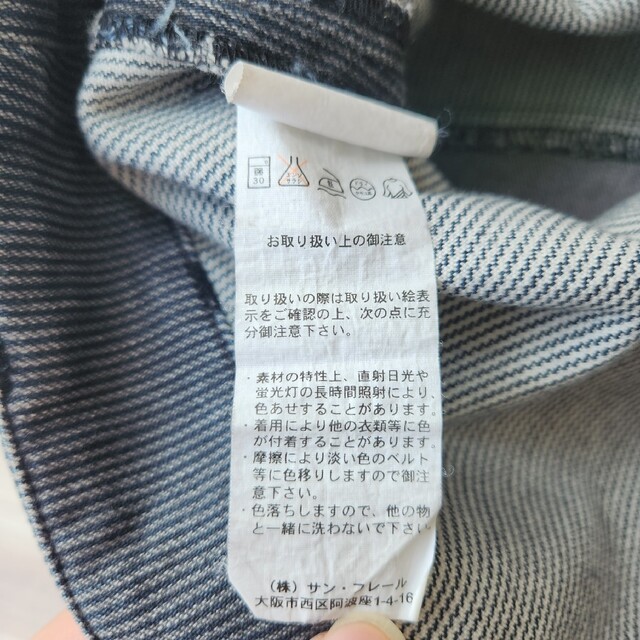 30
お取り扱い上の御注意
取り扱いの際は取り扱い絵表
示をご確認の上、次の点に充
分御注意下さい。
・素材の特性上、直射日光や
蛍光灯の長時間照射により、
色あせすることがあります。
・着用により他の衣類等に色
が付着することがあります。
・摩擦により淡い色のベルト
等に色移りしますので御注
意下さい。
・色落ちしますので、他の物
と一緒に洗わないで下さい
(株) サン・フレール
大阪市西区阿波座1-4-16